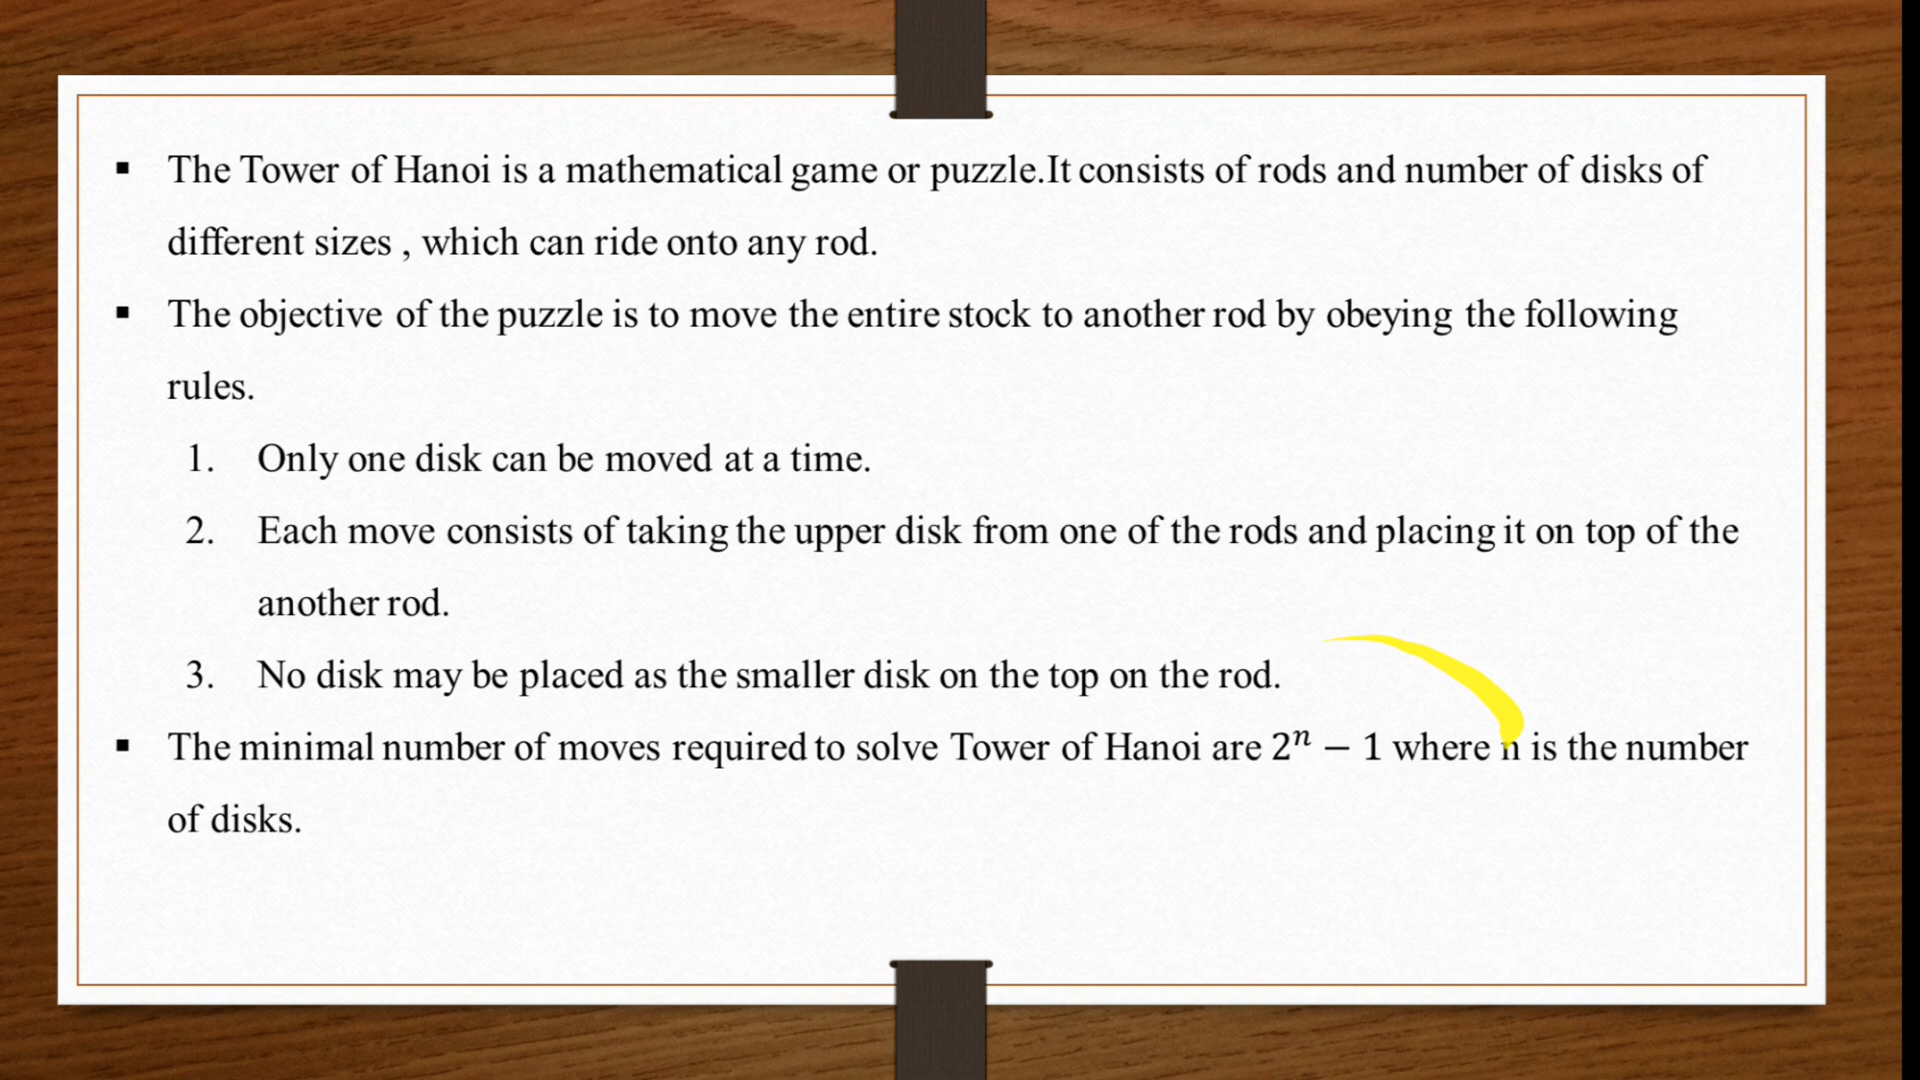 ▪ The Tower of Hanoi is a mathematical game or puzzle.It consists of rods and number of disks of
different sizes , which can ride onto any rod.
▪ The objective of the puzzle is to move the entire stock to another rod by obeying the following
rules.
1. Only one disk can be moved at a time.
2. Each move consists of taking the upper disk from one of the rods and placing it on top of the
another rod.
3. No disk may be placed as the smaller disk on the top on the rod.
▪ The minimal number of moves required to solve Tower of Hanoi are 2ⁿ − 1 where n is the number
of disks.